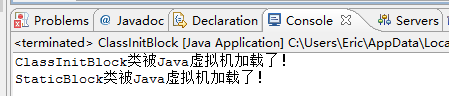 Problems @ Javadoc Declaration Console Servers
<terminated> ClassInitBlock [Java Application] C:\Users\Eric\AppData\Loca
ClassInitBlock类被Java虚拟机加载了!
StaticBlock被Java虚拟机加载了!